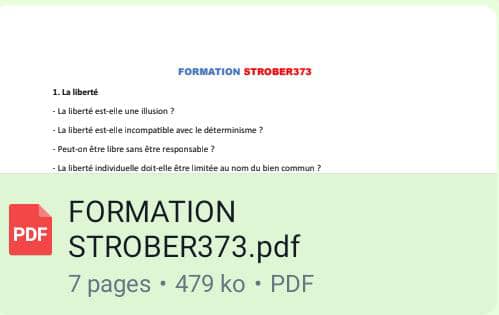 FORMATION STROBER373
1. La liberté
- La liberté est-elle une illusion ?
- La liberté est-elle incompatible avec le déterminisme ?
- Peut-on être libre sans être responsable ?
- La liberté individuelle doit-elle être limitée au nom du bien commun ?
PDF
FORMATION
STROBER373.pdf
7 pages • 479 ko • PDF